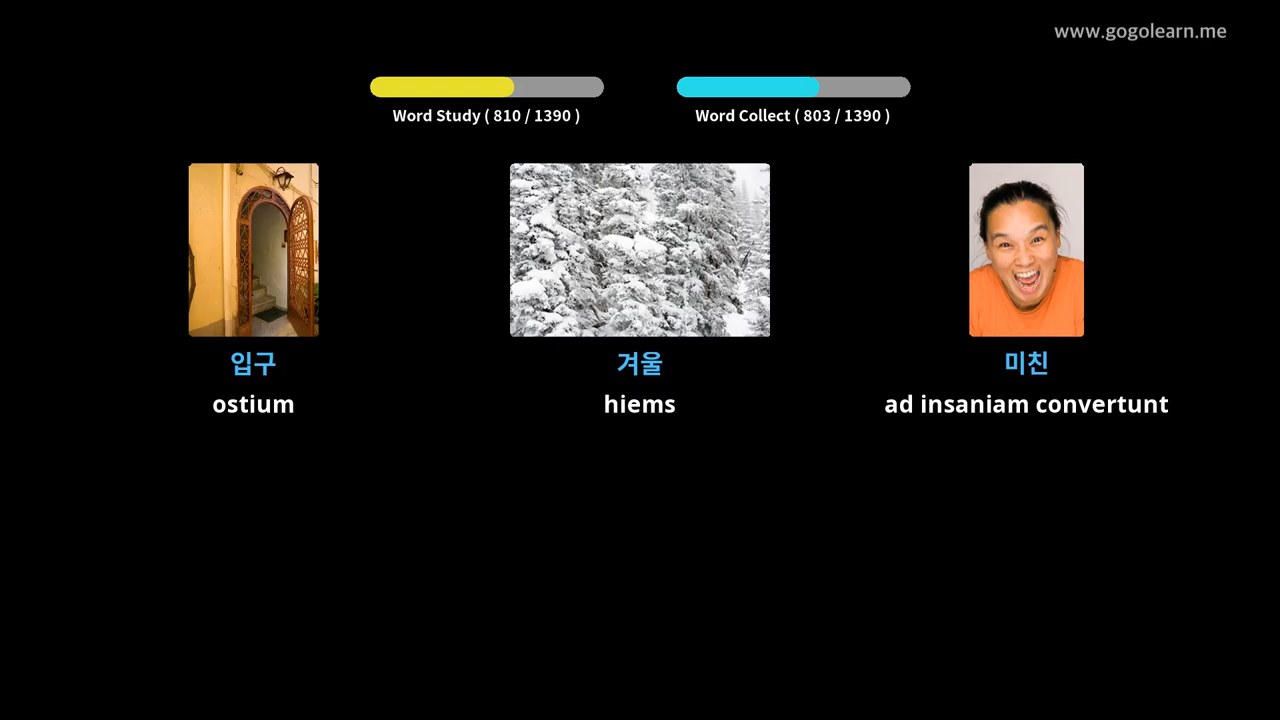 www.gogolearn.me
Word Study ( 810 / 1390 )
Word Collect ( 803 / 1390 )
입구
겨울
미친
ostium
hiems
ad insaniam convertunt